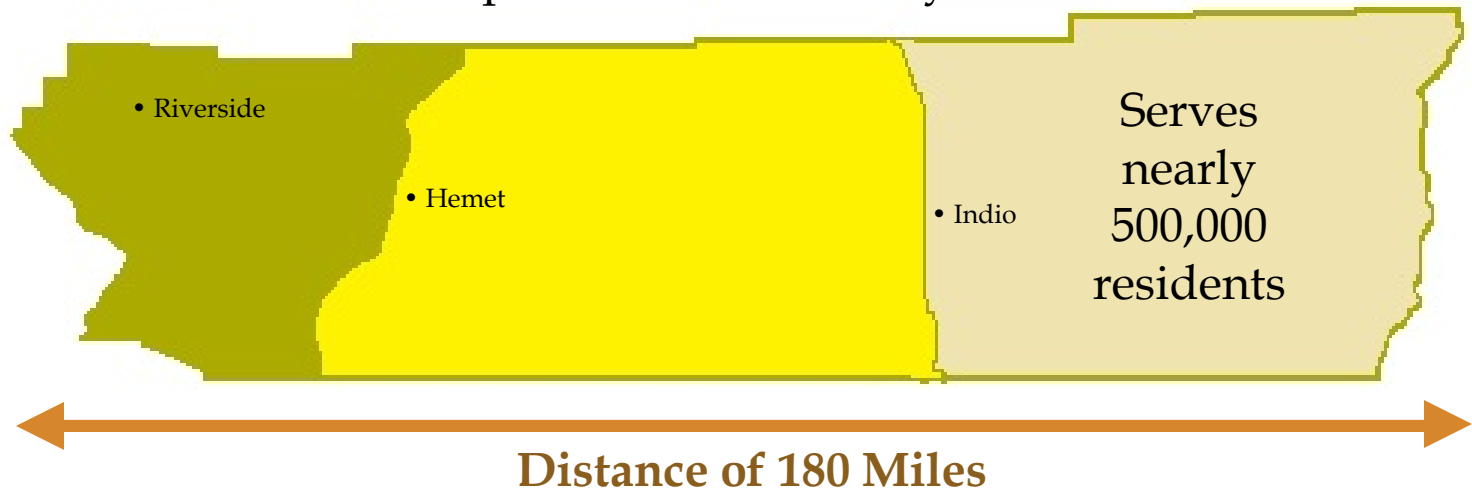 • Riverside
• Hemet
• Indio
Serves
nearly
500,000
residents
Distance of 180 Miles